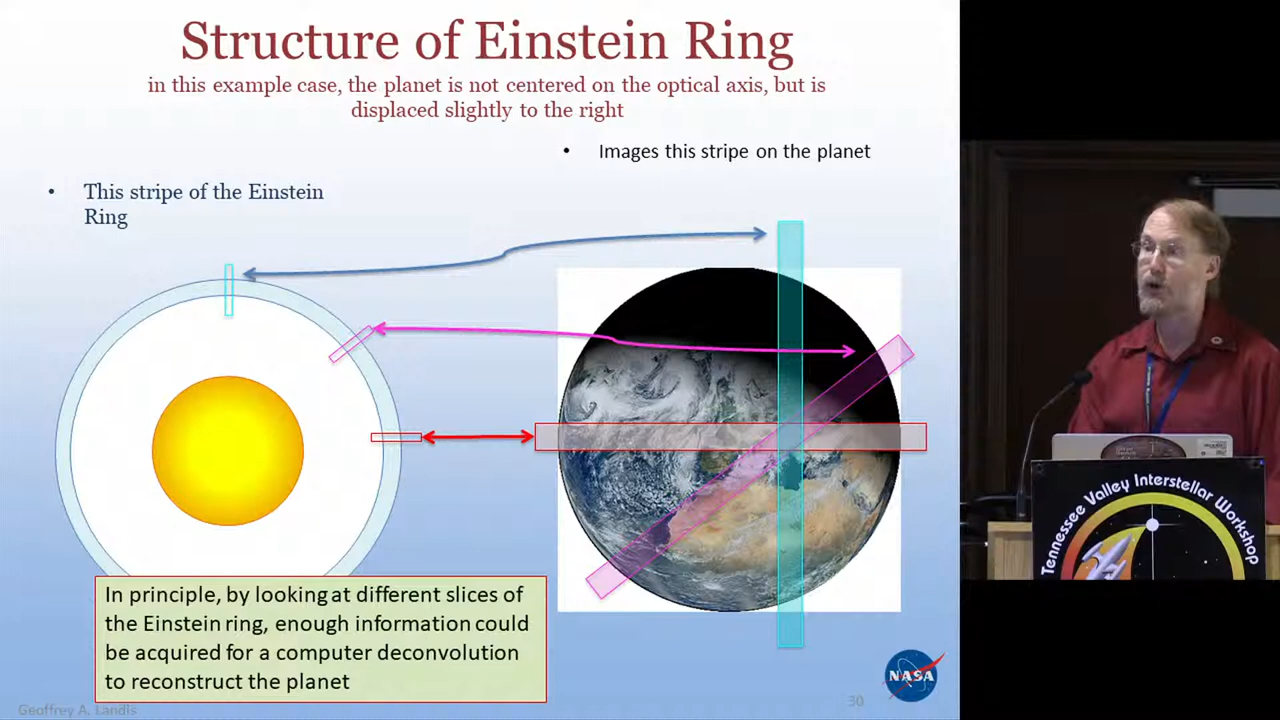 Structure of Einstein Ring
in this example case, the planet is not centered on the optical axis, but is
displaced slightly to the right
• Images this stripe on the planet
• This stripe of the Einstein
Ring
In principle, by looking at different slices of
the Einstein ring, enough information could
be acquired for a computer deconvolution
to reconstruct the planet
Geoffrey A. Landis
30
NASA
Tennessee Valley Interstellar Workshop